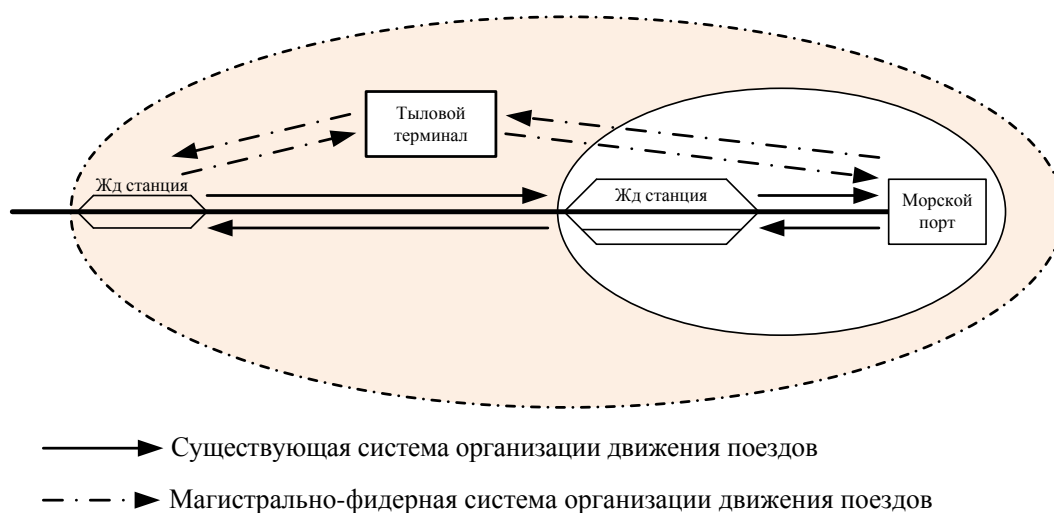 Тыловой
терминал
Жд станция
Жд станция
Морской
порт
Существующая система организации движения поездов
Магистрально-фидерная система организации движения поездов